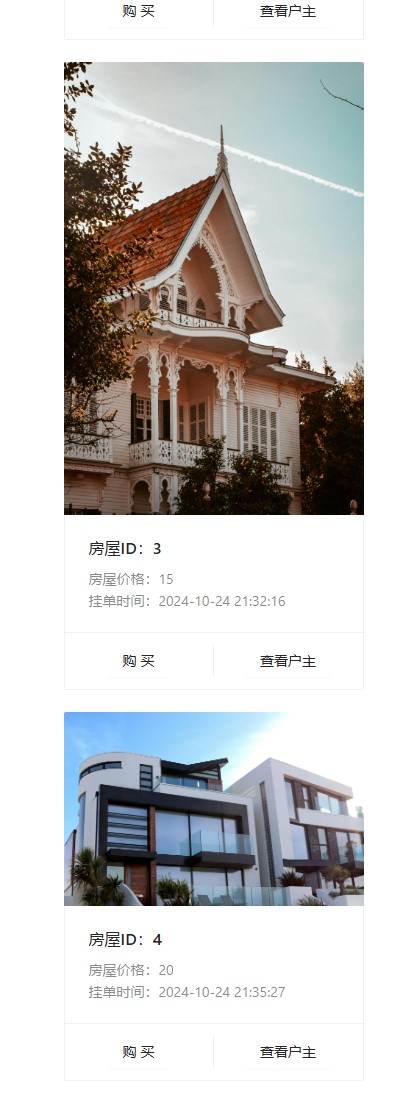 购 买 查看户主
房屋ID：3
房屋价格：15
挂单时间：2024-10-24 21:32:16
购 买 查看户主
房屋ID：4
房屋价格：20
挂单时间：2024-10-24 21:35:27
购 买 查看户主